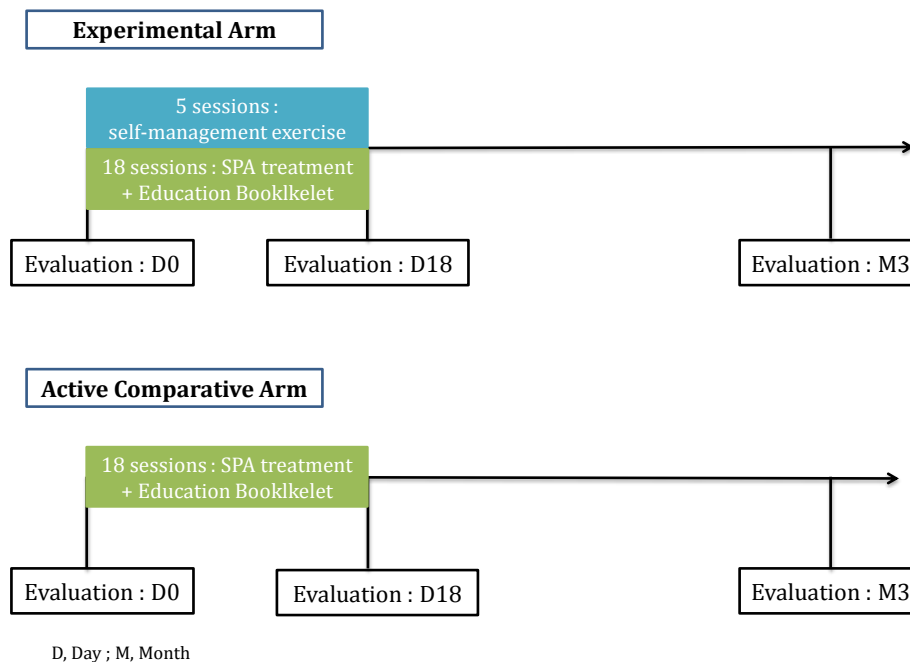 Experimental Arm
5 sessions :
self-management exercise
18 sessions : SPA treatment
+ Education Booklkelet
Evaluation : D0
Evaluation : D18
Evaluation : M3
Active Comparative Arm
18 sessions : SPA treatment
+ Education Booklkelet
Evaluation : D0
Evaluation : D18
Evaluation : M3
D, Day ; M, Month